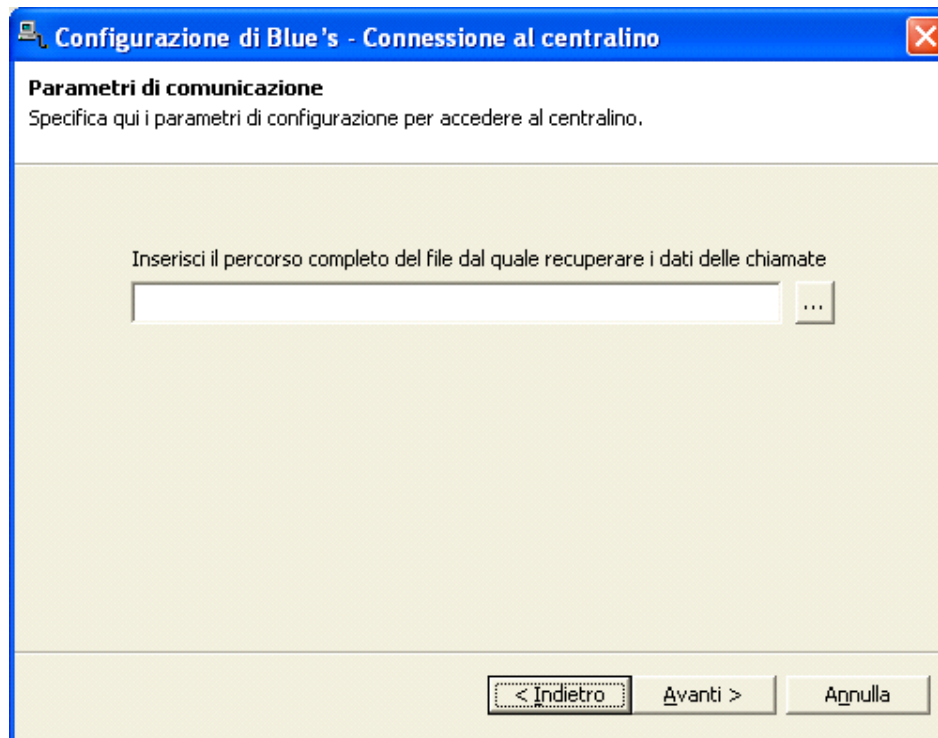 Configurazione di Blue's - Connessione al centralino
Parametri di comunicazione
Specifica qui i parametri di configurazione per accedere al centralino.
Inserisci il percorso completo del file dal quale recuperare i dati delle chiamate
...
< Indietro
Avanti >
Annulla